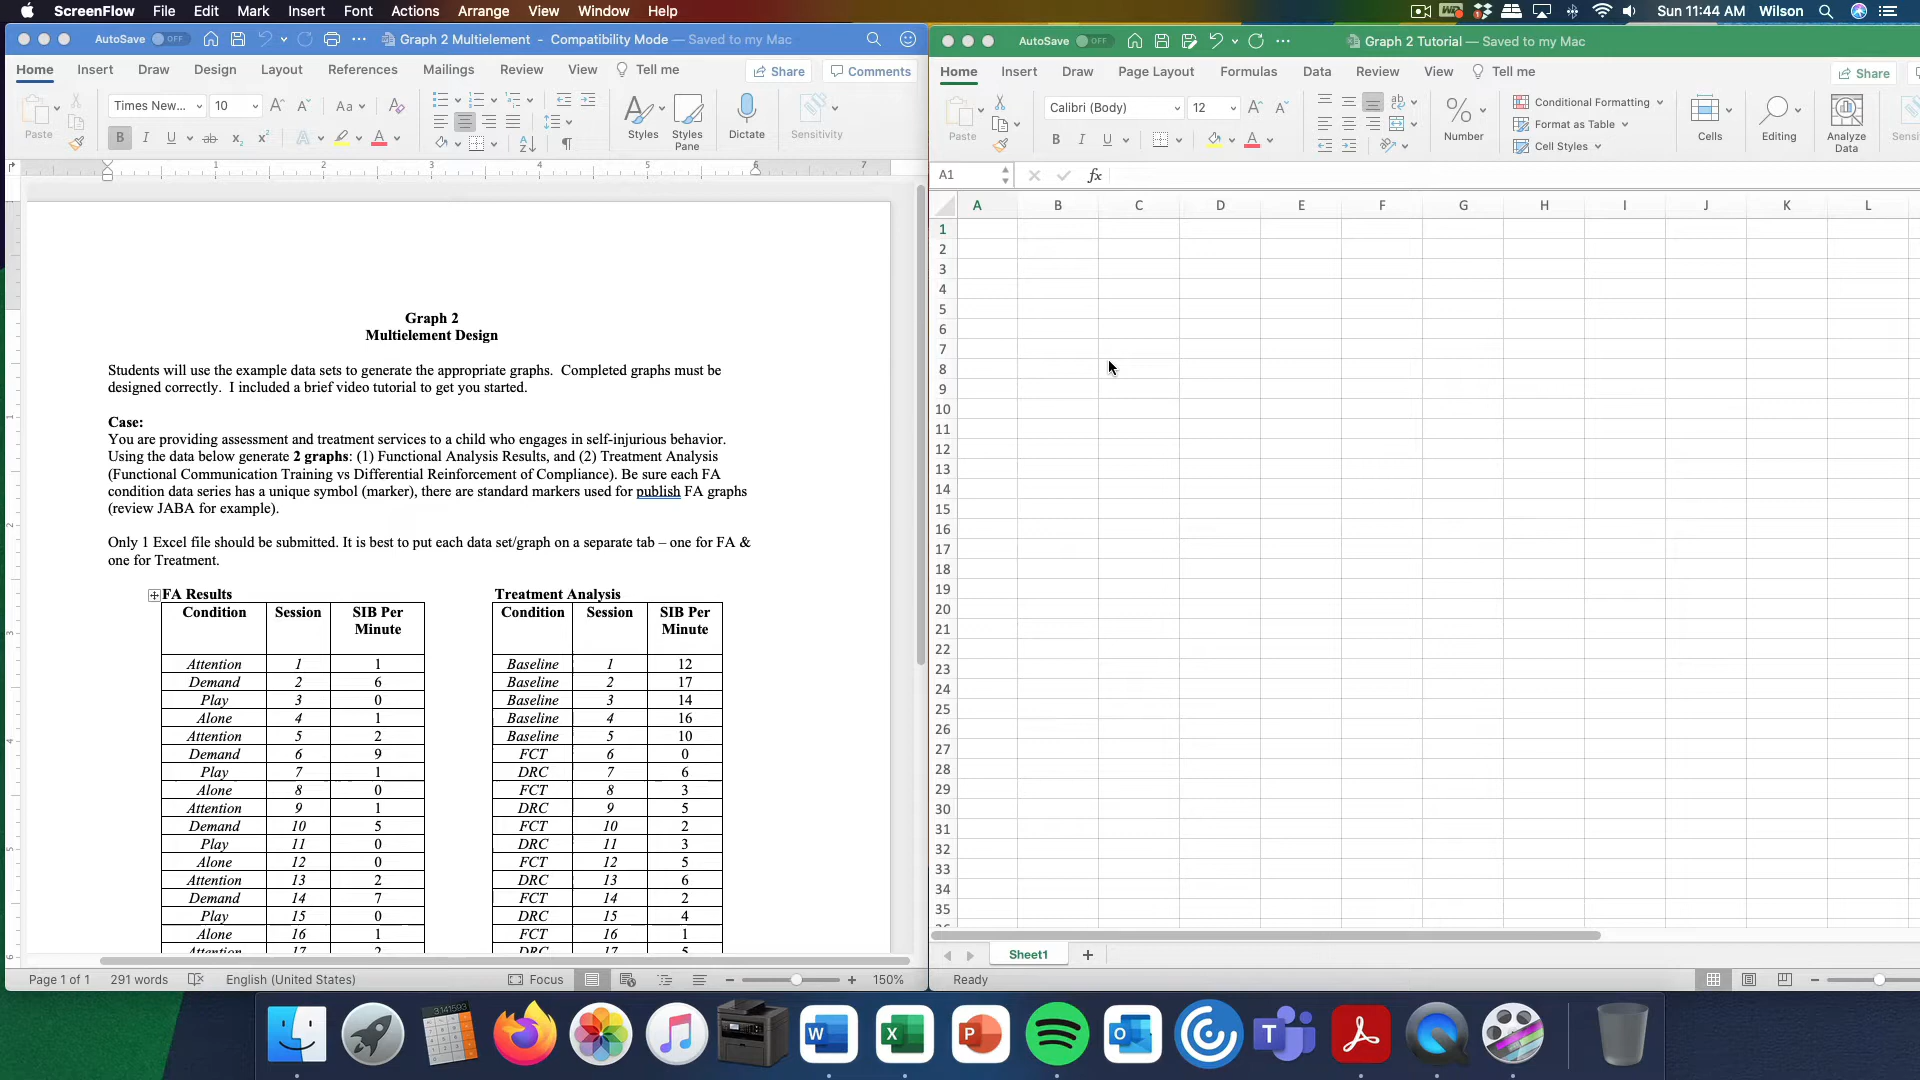 ScreenFlow File Edit Mark Insert Font Actions Arrange View Window Help
Sun 11:44 AM Wilson
AutoSave OFF Graph 2 Multielement - Compatibility Mode — Saved to my Mac
Home Insert Draw Design Layout References Mailings Review View Tell me Share Comments
Times New... 10
Paste Styles Styles Pane Dictate Sensitivity
1 2 3 4 5 6 7
Graph 2
Multielement Design
Students will use the example data sets to generate the appropriate graphs. Completed graphs must be
designed correctly. I included a brief video tutorial to get you started.
Case:
You are providing assessment and treatment services to a child who engages in self-injurious behavior.
Using the data below generate 2 graphs: (1) Functional Analysis Results, and (2) Treatment Analysis
(Functional Communication Training vs Differential Reinforcement of Compliance). Be sure each FA
condition data series has a unique symbol (marker), there are standard markers used for publish FA graphs
(review JABA for example).
Only 1 Excel file should be submitted. It is best to put each data set/graph on a separate tab – one for FA &
one for Treatment.
FA Results
Condition Session SIB Per
Minute
Attention 1 1
Demand 2 6
Play 3 0
Alone 4 1
Attention 5 2
Demand 6 9
Play 7 1
Alone 8 0
Attention 9 1
Demand 10 5
Play 11 0
Alone 12 0
Attention 13 2
Demand 14 7
Play 15 0
Alone 16 1
Attention 17 2
Treatment Analysis
Condition Session SIB Per
Minute
Baseline 1 12
Baseline 2 17
Baseline 3 14
Baseline 4 16
Baseline 5 10
FCT 6 0
DRC 7 6
FCT 8 3
DRC 9 5
FCT 10 2
DRC 11 3
FCT 12 5
DRC 13 6
FCT 14 2
DRC 15 4
FCT 16 1
DRC 17 5
Page 1 of 1 291 words English (United States) Focus 150%
AutoSave OFF Graph 2 Tutorial — Saved to my Mac
Home Insert Draw Page Layout Formulas Data Review View Tell me Share
Calibri (Body) 12
Conditional Formatting
Format as Table
Cell Styles
Paste Number Cells Editing Analyze
Data
A1 fx
A B C D E F G H I J K L
1
2
3
4
5
6
7
8
9
10
11
12
13
14
15
16
17
18
19
20
21
22
23
24
25
26
27
28
29
30
31
32
33
34
35
Sheet1
Ready
3.141593